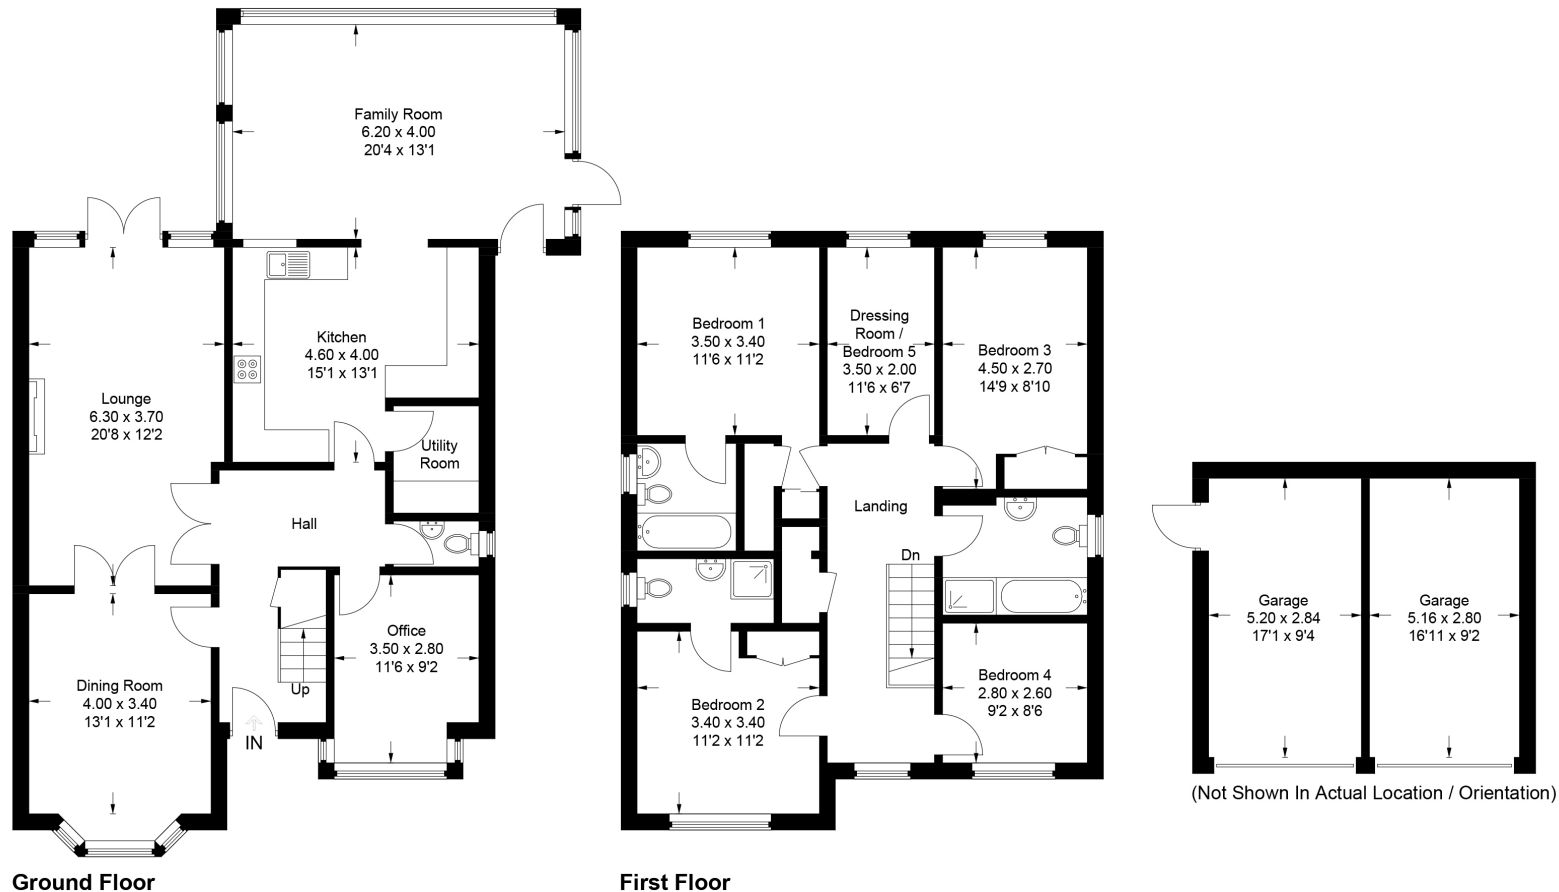 Family Room
6.20 x 4.00
20'4 x 13'1
Kitchen
4.60 x 4.00
15'1 x 13'1
Lounge
6.30 x 3.70
20'8 x 12'2
Utility
Room
Hall
Office
3.50 x 2.80
11'6 x 9'2
Up
Dining Room
4.00 x 3.40
13'1 x 11'2
IN
Ground Floor
Bedroom 1
3.50 x 3.40
11'6 x 11'2
Dressing
Room /
Bedroom 5
3.50 x 2.00
11'6 x 6'7
Bedroom 3
4.50 x 2.70
14'9 x 8'10
Landing
Dn
Bedroom 2
3.40 x 3.40
11'2 x 11'2
Bedroom 4
2.80 x 2.60
9'2 x 8'6
First Floor
Garage
5.20 x 2.84
17'1 x 9'4
Garage
5.16 x 2.80
16'11 x 9'2
(Not Shown In Actual Location / Orientation)